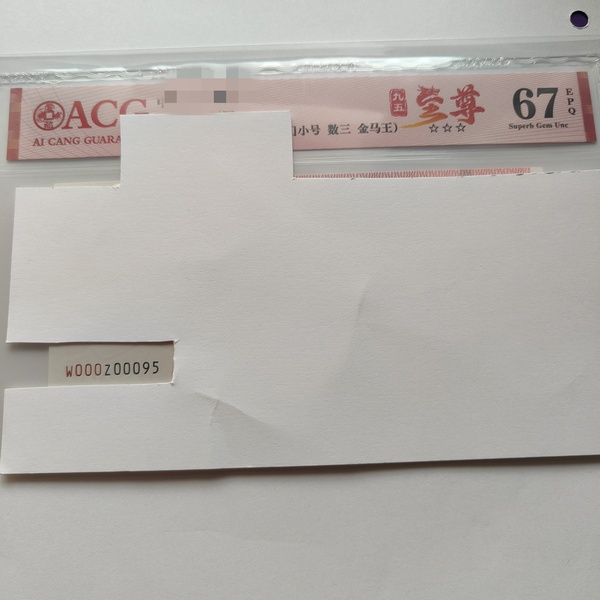 ACG
AI CANG GUARA
小号 数三 金马王）
九五
至尊
☆☆☆
67
EPQ
Superb Gem Unc
W000Z00095